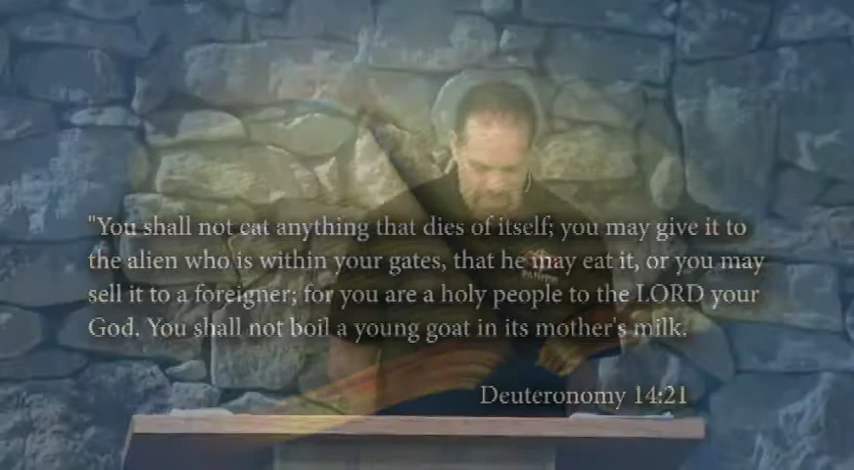 "You shall not eat anything that dies of itself; you may give it to
the alien who is within your gates, that he may eat it, or you may
sell it to a foreigner; for you are a holy people to the LORD your
God. You shall not boil a young goat in its mother's milk.
Deuteronomy 14:21